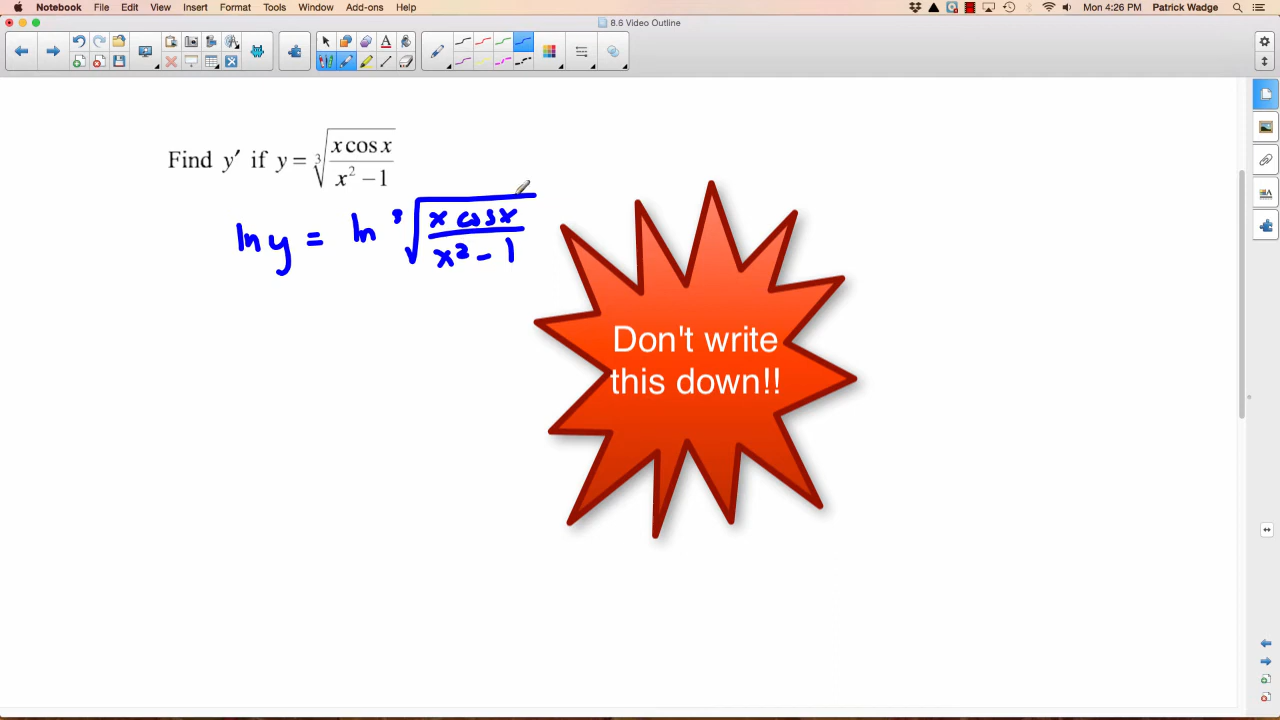 Notebook File Edit View Insert Format Tools Window Add-ons Help Mon 4:26 PM Patrick Wadge
8.6 Video Outline
A
Find y′ if y = ∛((x cos x)/(x² − 1))
ln y = ln ∛((x cos x)/(x² − 1))
Don't write
this down!!